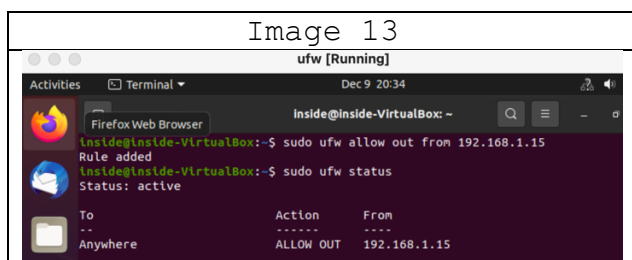 Image 13
ufw [Running]
Activities Terminal Dec 9 20:34
inside@inside-VirtualBox: ~
Firefox Web Browser
inside@inside-VirtualBox:~$ sudo ufw allow out from 192.168.1.15
Rule added
inside@inside-VirtualBox:~$ sudo ufw status
Status: active
To Action From
-- ------ ----
Anywhere ALLOW OUT 192.168.1.15